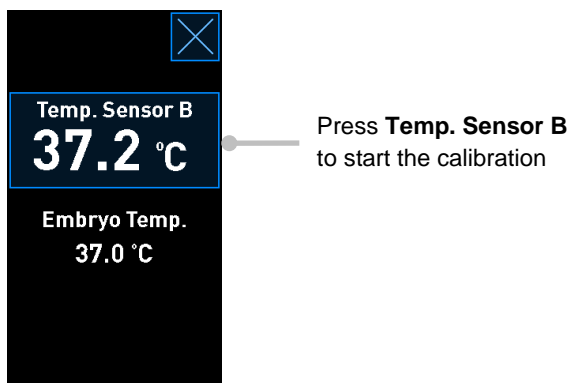 Temp. Sensor B
37.2 °C
Press Temp. Sensor B
to start the calibration
Embryo Temp.
37.0 °C